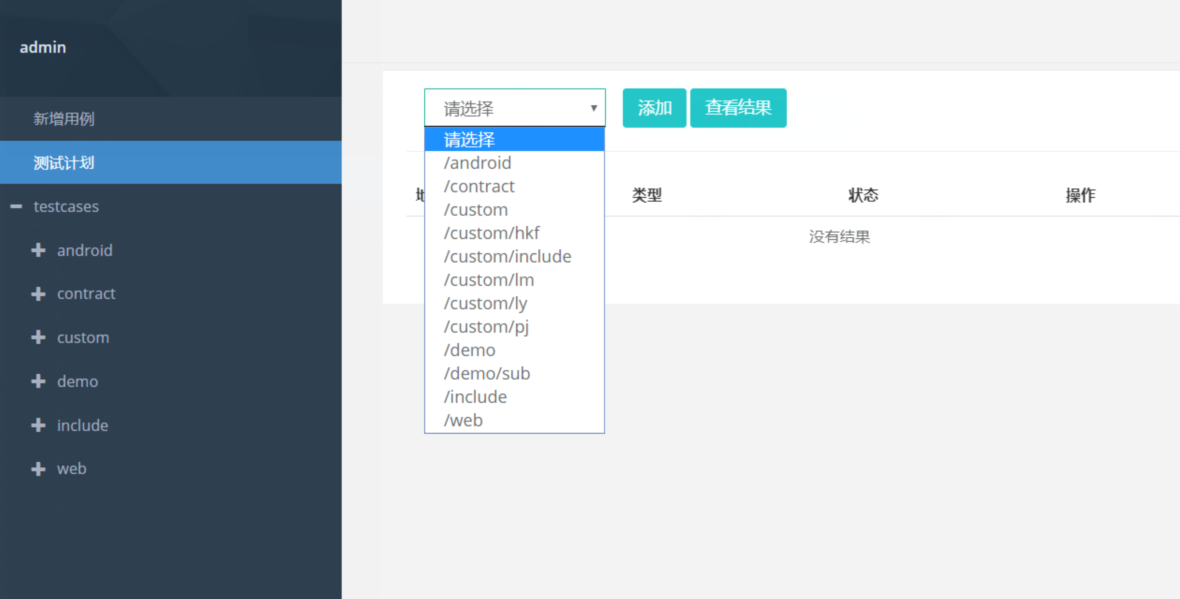 admin
新增用例
测试计划
testcases
android
contract
custom
demo
include
web
请选择
添加
查看结果
请选择
/android
/contract
/custom
/custom/hkf
/custom/include
/custom/lm
/custom/ly
/custom/pj
/demo
/demo/sub
/include
/web
类型
状态
操作
没有结果